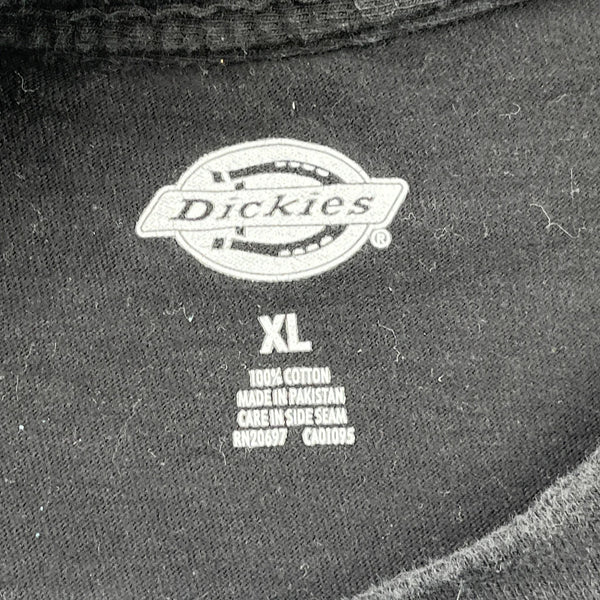 Dickies
®
XL
100% COTTON
MADE IN PAKISTAN
CARE IN SIDE SEAM
RN20697 CA01095